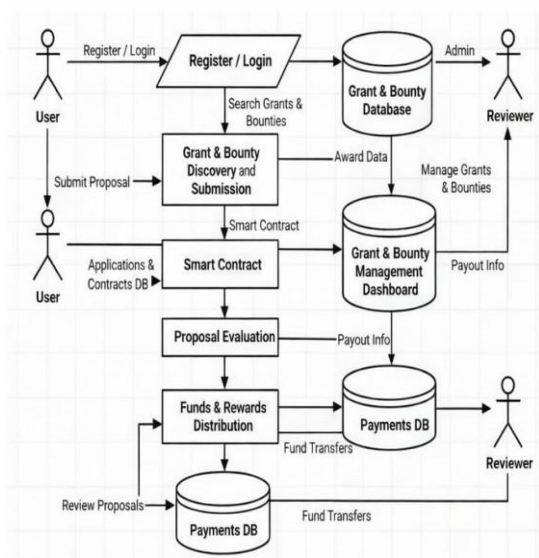 Register / Login
Register / Login
Admin
User
Grant & Bounty
Database
Reviewer
Search Grants &
Bounties
Grant & Bounty
Discovery and
Submission
Award Data
Submit Proposal
Manage Grants
& Bounties
Smart Contract
User
Applications &
Contracts DB
Smart Contract
Grant & Bounty
Management
Dashboard
Payout Info
Proposal Evaluation
Payout Info
Funds & Rewards
Distribution
Payments DB
Fund Transfers
Reviewer
Review Proposals
Payments DB
Fund Transfers